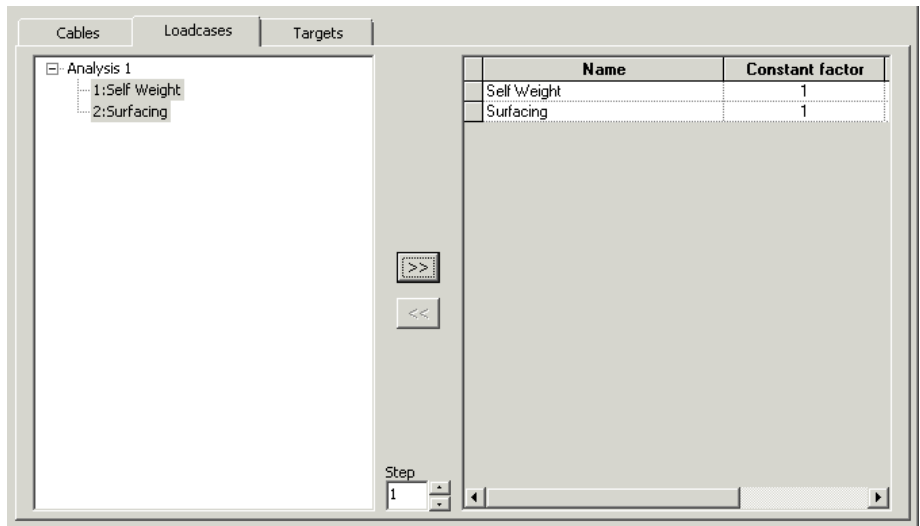 Cables Loadcases Targets
Analysis 1
1:Self Weight
2:Surfacing
>>
<<
Step
1
Name Constant factor
Self Weight 1
Surfacing 1